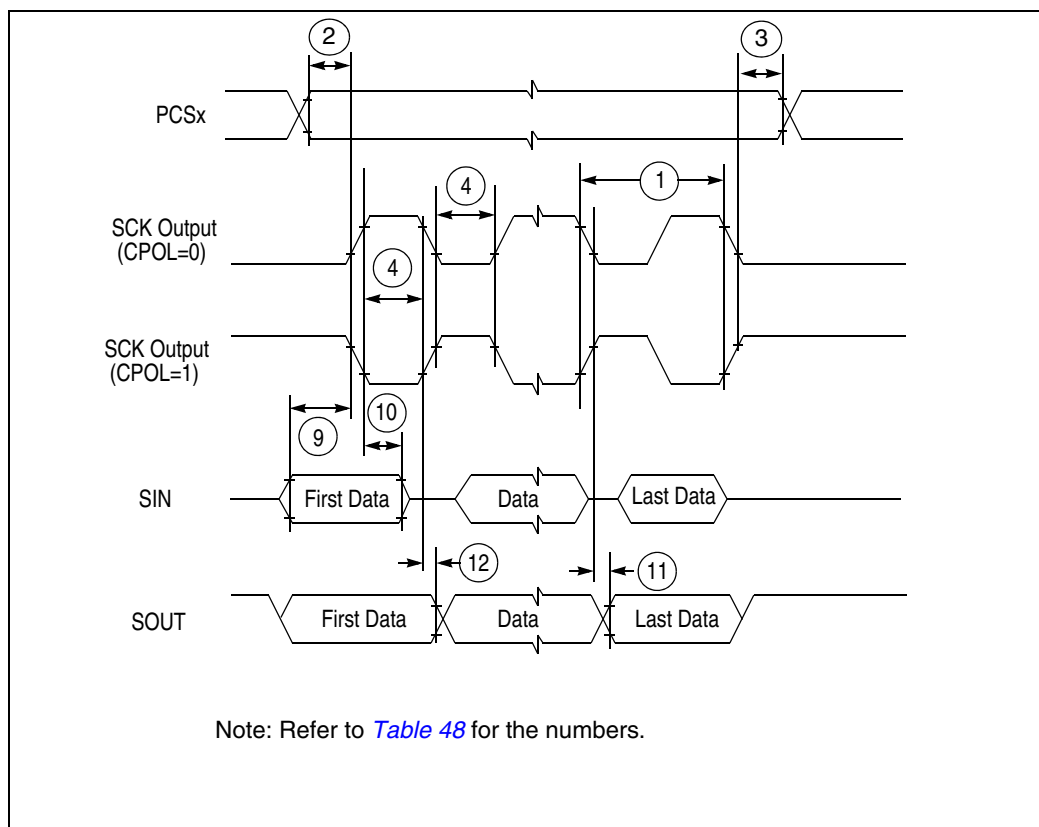 2
3
PCSx
4
1
SCK Output
(CPOL=0)
4
SCK Output
(CPOL=1)
10
9
SIN
First Data
Data
Last Data
12
11
SOUT
First Data
Data
Last Data
Note: Refer to Table 48 for the numbers.